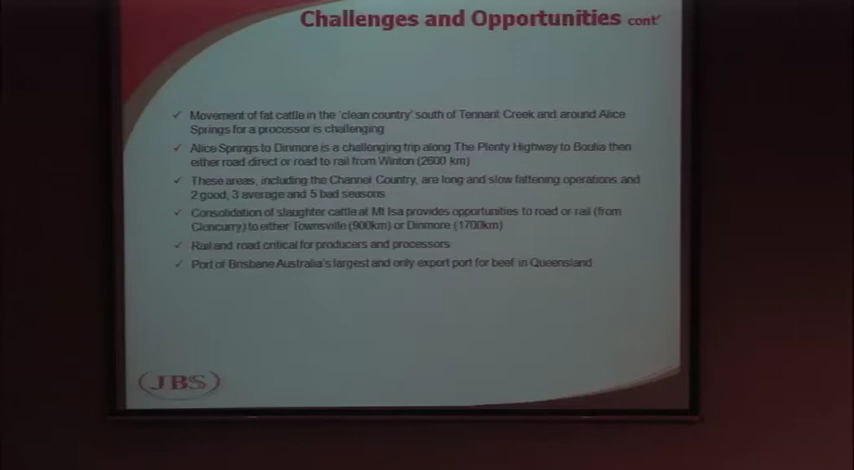 Challenges and Opportunities cont'
✓ Movement of fat cattle in the 'clean country' south of Tennant Creek and around Alice
Springs for a processor is challenging
✓ Alice Springs to Dinmore is a challenging trip along The Plenty Highway to Boulia then
either road direct or road to rail from Winton (2600 km)
✓ These areas, including the Channel Country, are long and slow fattening operations and
2 good, 3 average and 5 bad seasons
✓ Consolidation of slaughter cattle at Mt Isa provides opportunities to road or rail (from
Cloncurry) to either Townsville (900km) or Dinmore (1700km)
✓ Rail and road critical for producers and processors
✓ Port of Brisbane Australia's largest and only export port for beef in Queensland
JBS